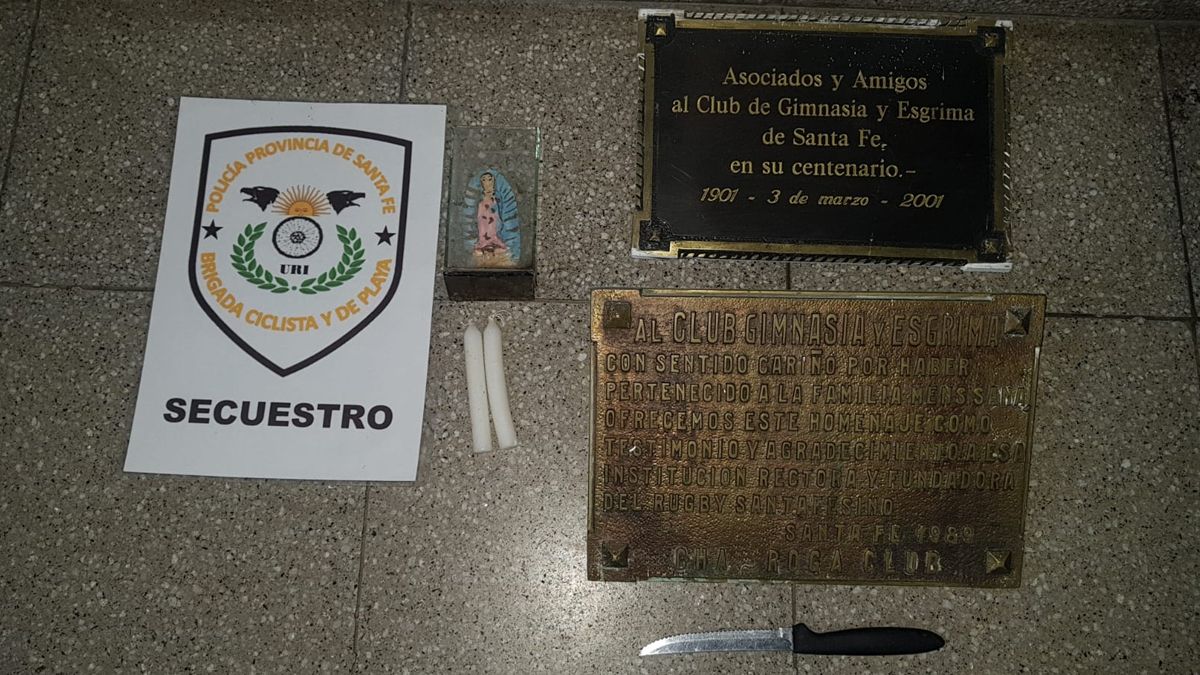 POLICÍA PROVINCIA DE SANTA FE
URI
BRIGADA CICLISTA Y DE PLAYA
SECUESTRO
Asociados y Amigos
al Club de Gimnasia y Esgrima
de Santa Fe,
en su centenario.-
1901 - 3 de marzo - 2001
AL CLUB GIMNASIA Y ESGRIMA
CON SENTIDO CARIÑO POR HABER
PERTENECIDO A LA FAMILIA MENS SANA
OFRECEMOS ESTE HOMENAJE COMO
TESTIMONIO Y AGRADECIMIENTO A ESA
INSTITUCION RECTORA Y FUNDADORA
DEL RUGBY SANTAFESINO
SANTA FE 1989
CHA - ROGA CLUB